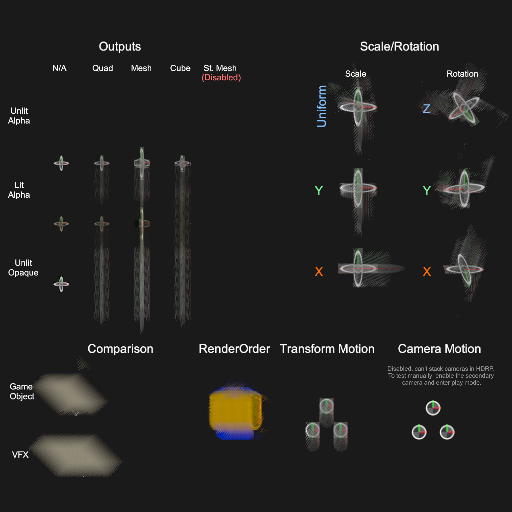 Outputs
Scale/Rotation
N/A
Quad
Mesh
Cube
St. Mesh
(Disabled)
Scale
Rotation
Unlit
Alpha
Uniform
Z
Lit
Alpha
Y
Y
Unlit
Opaque
X
X
Comparison
RenderOrder
Transform Motion
Camera Motion
Disabled, can't stack cameras in HDRP.
To test manually, enable the secondary
camera and enter play mode.
Game
Object
VFX